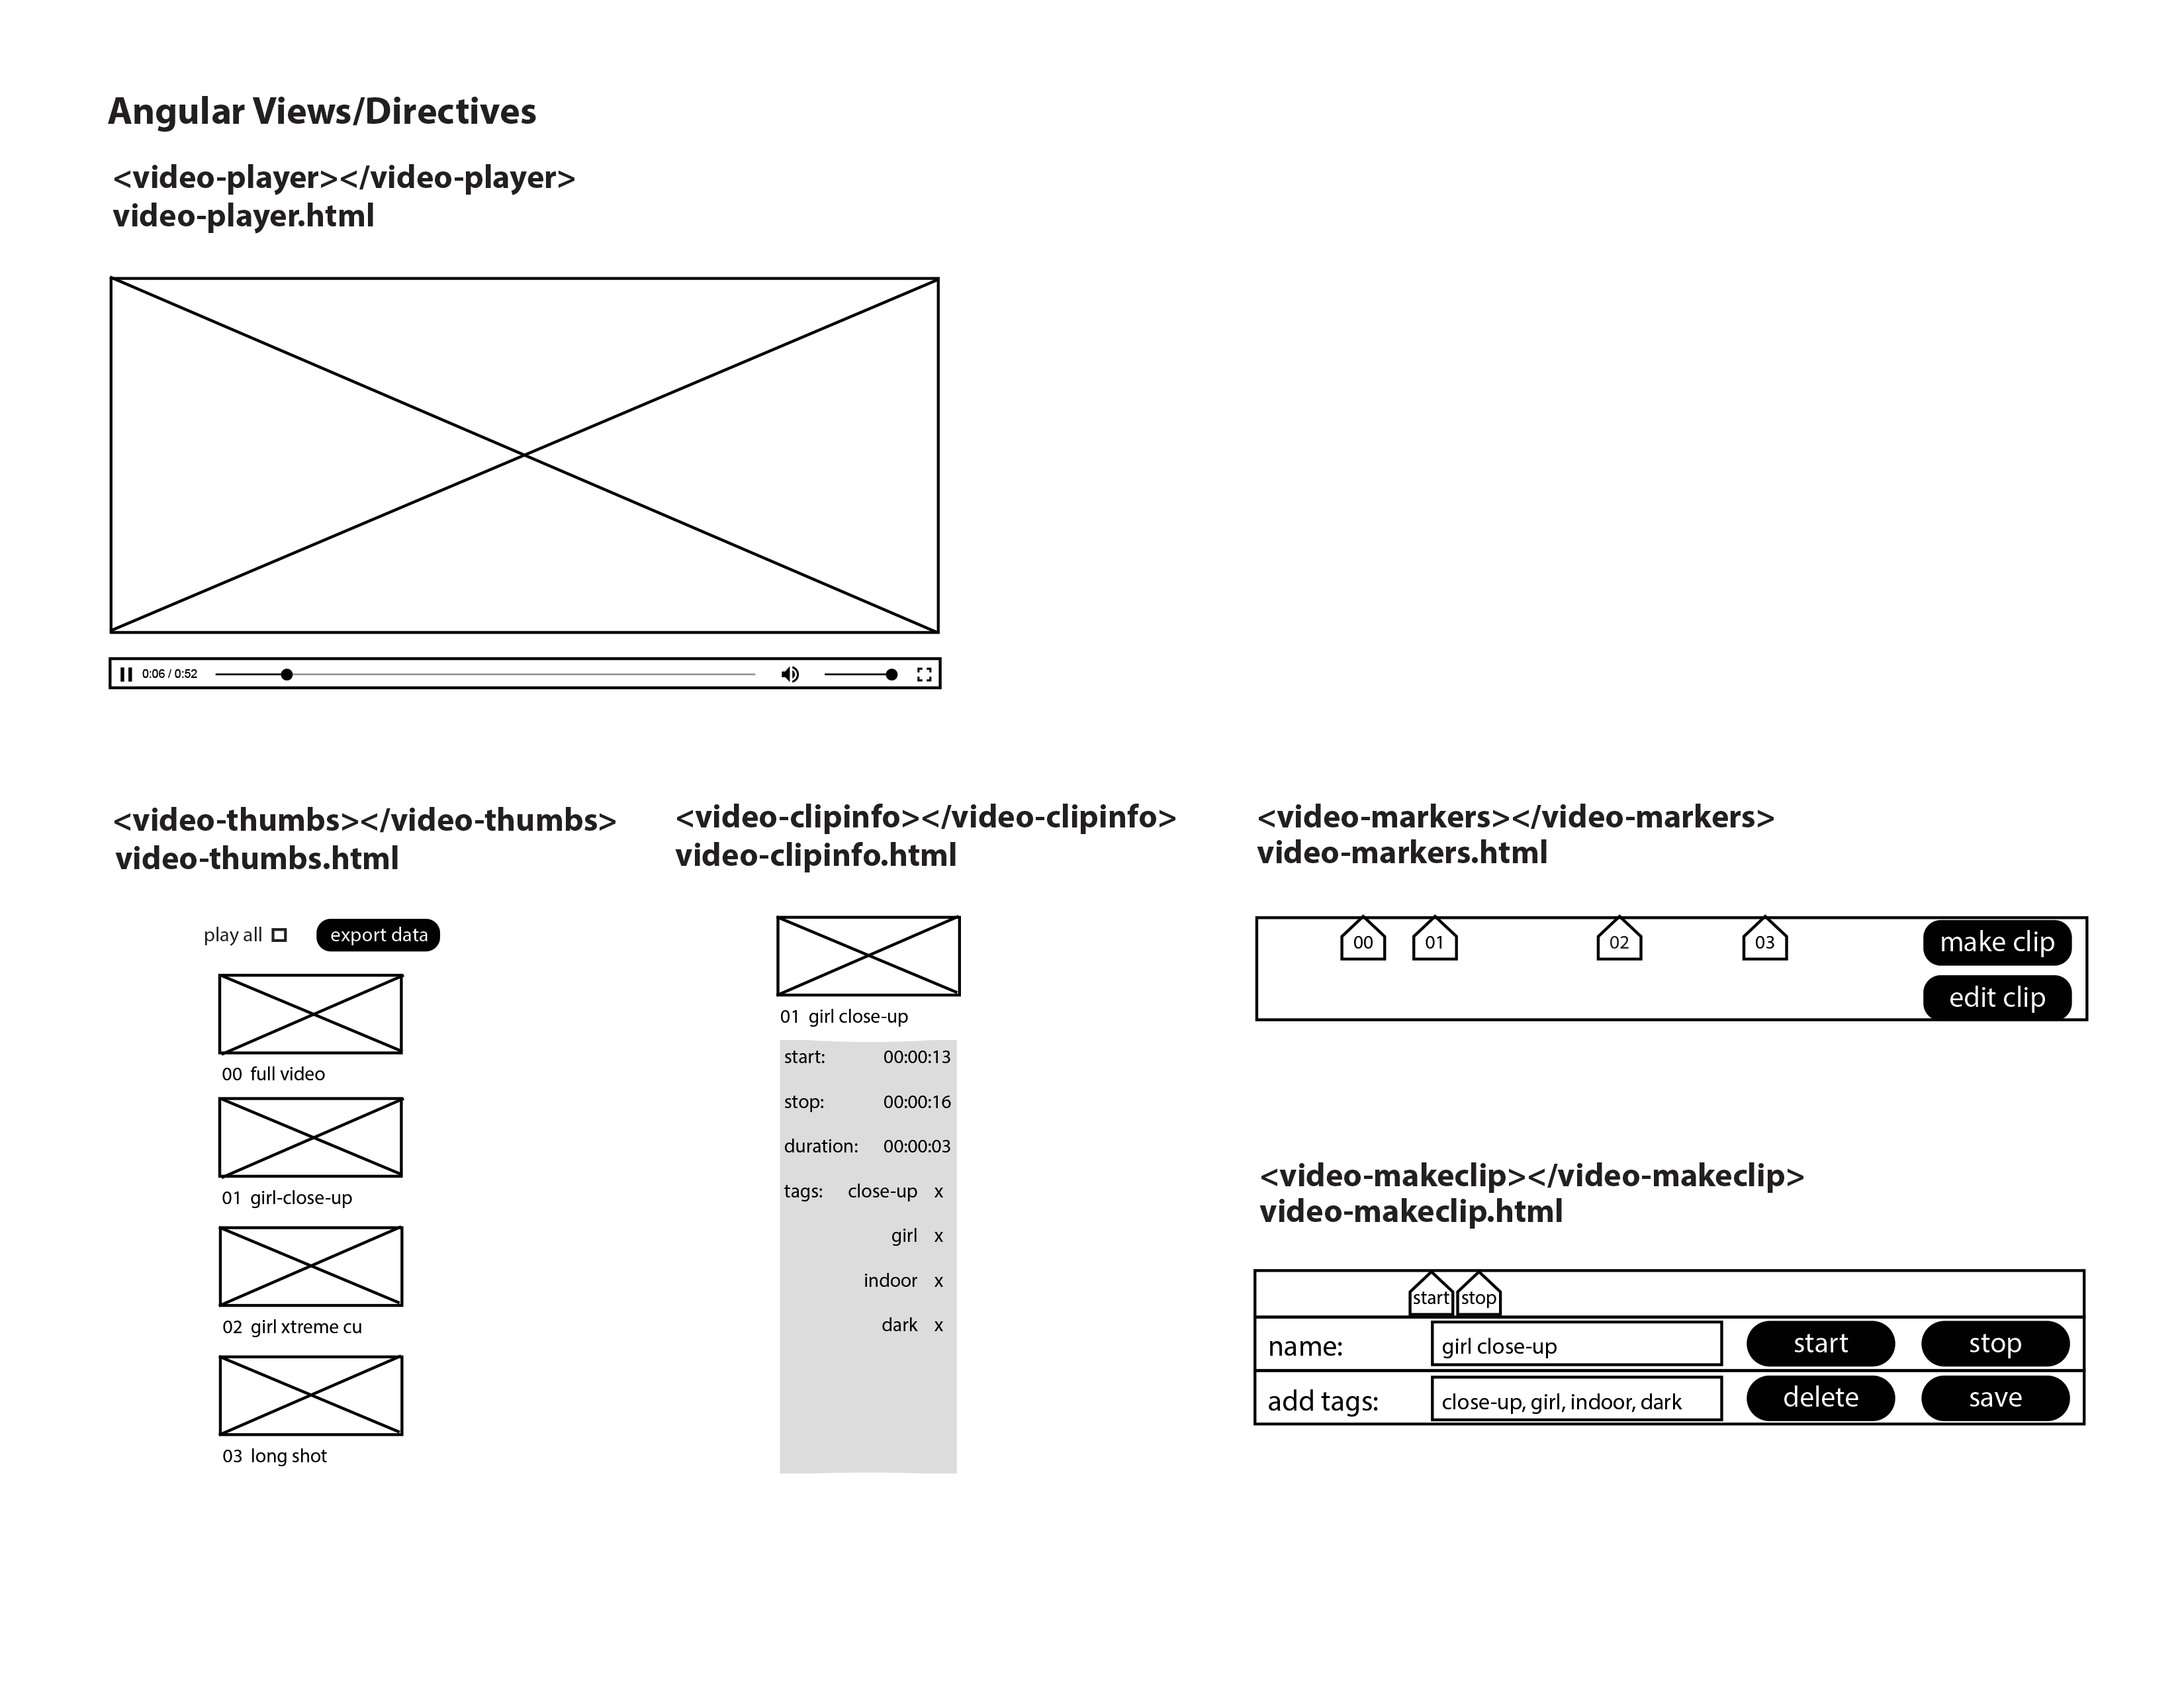 Angular Views/Directives
<video-player></video-player>
video-player.html
0:06 / 0:52
<video-thumbs></video-thumbs>
video-thumbs.html
play all
export data
00 full video
01 girl-close-up
02 girl xtreme cu
03 long shot
<video-clipinfo></video-clipinfo>
video-clipinfo.html
01 girl close-up
start: 00:00:13
stop: 00:00:16
duration: 00:00:03
tags: close-up x
girl x
indoor x
dark x
<video-markers></video-markers>
video-markers.html
00 01 02 03 make clip
edit clip
<video-makeclip></video-makeclip>
video-makeclip.html
start stop
name: girl close-up start stop
add tags: close-up, girl, indoor, dark delete save